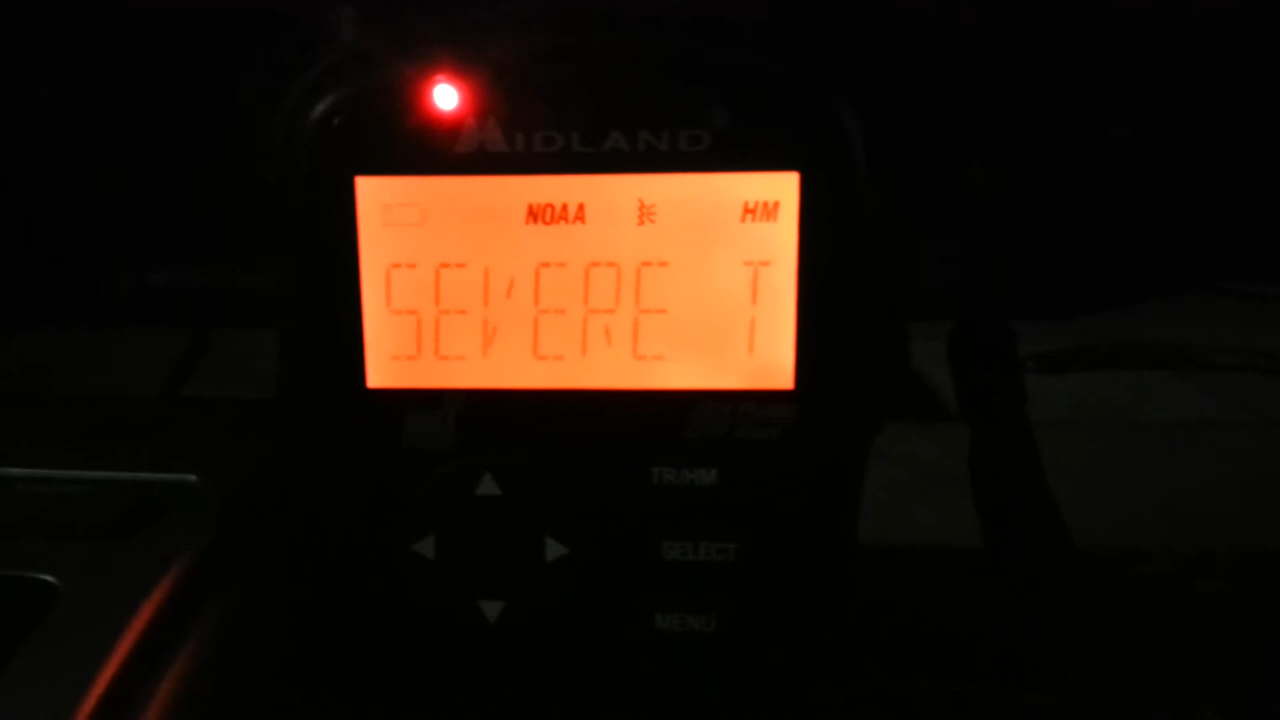 MIDLAND
NOAA HM
SEVERE T
TR/HM
SELECT
MENU